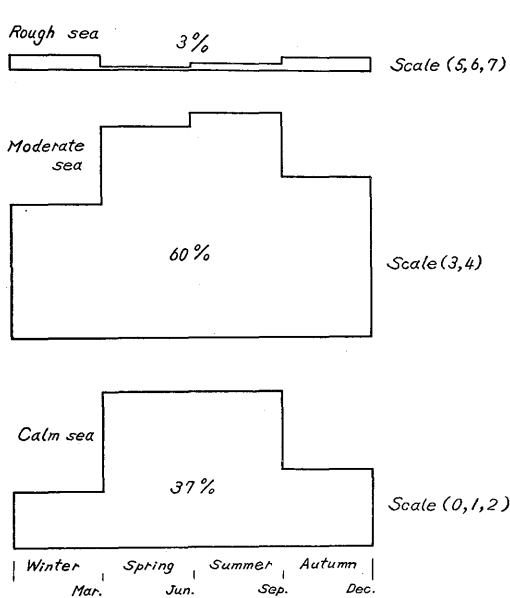 Rough sea
3%
Scale (5,6,7)
Moderate
sea
60%
Scale (3,4)
Calm sea
37%
Scale (0,1,2)
Winter Spring Summer Autumn
Mar. Jun. Sep. Dec.